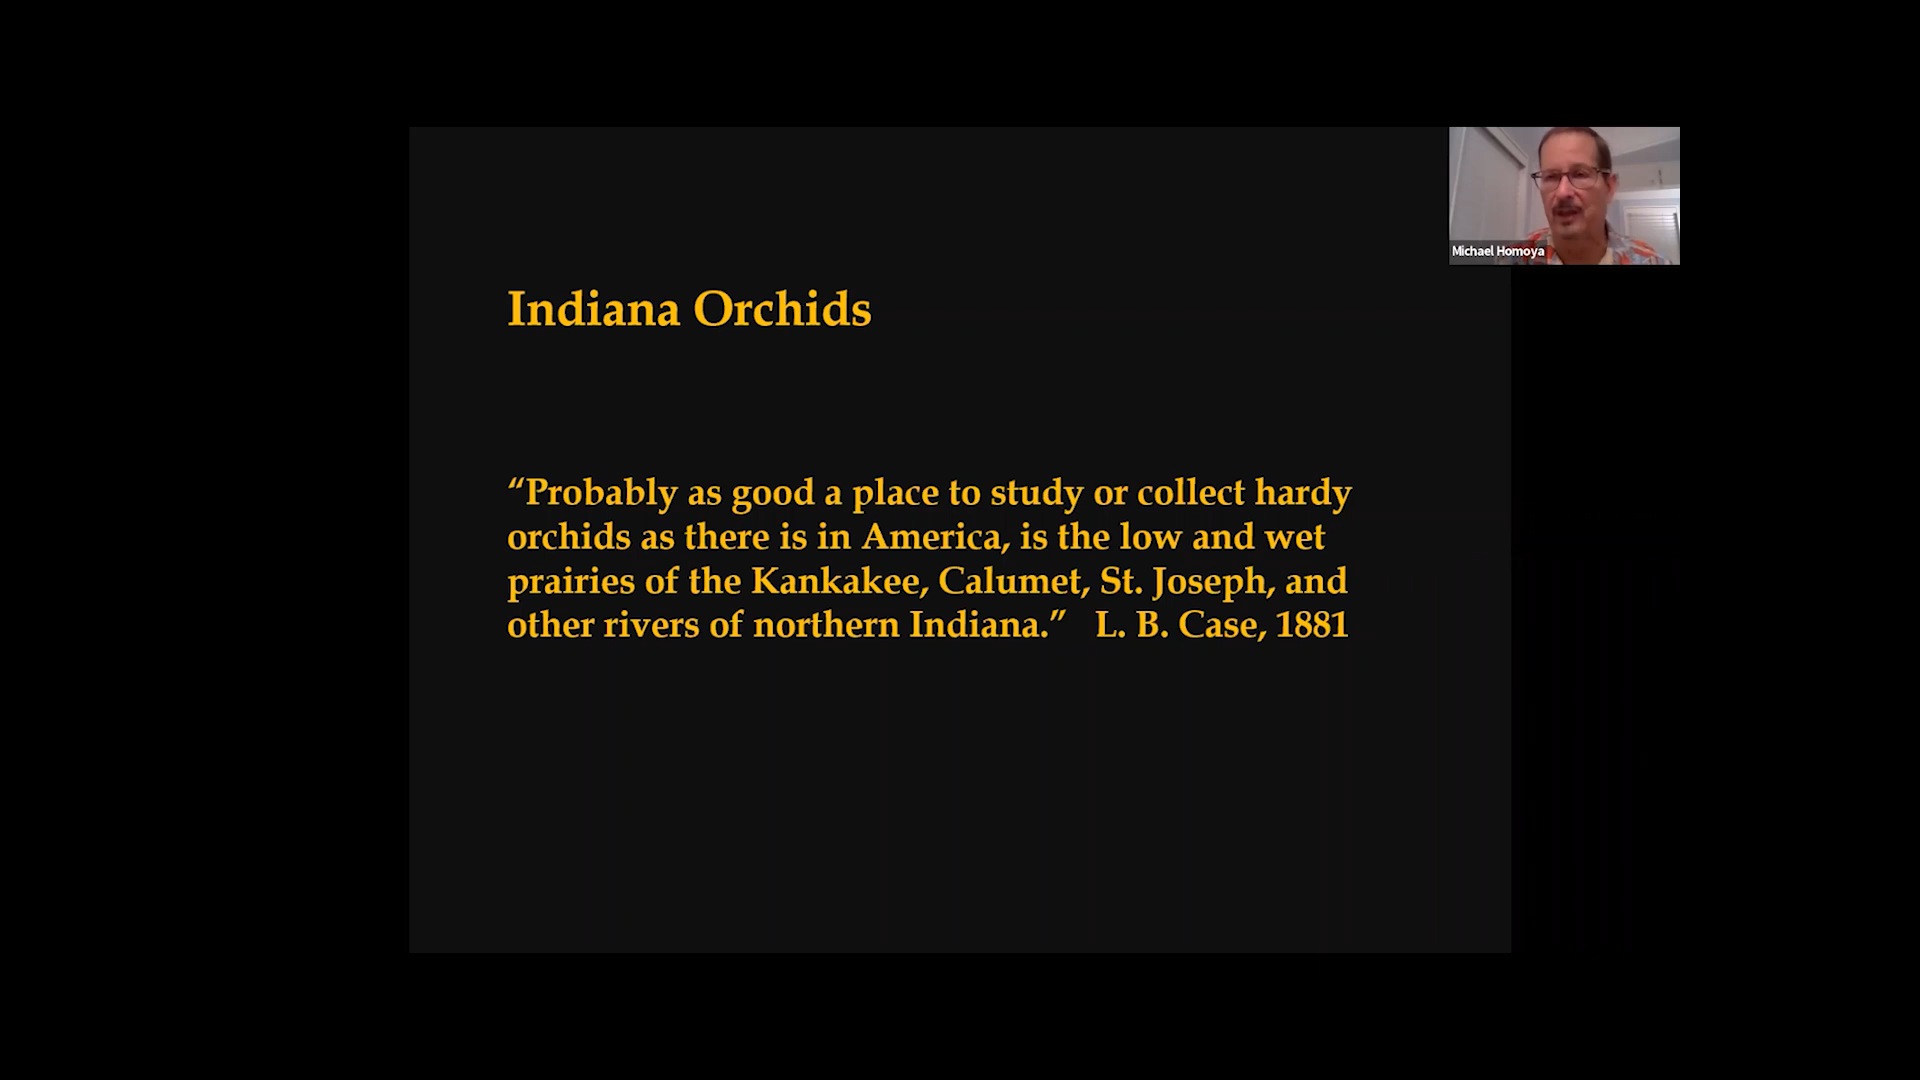 Michael Homoya
Indiana Orchids
“Probably as good a place to study or collect hardy
orchids as there is in America, is the low and wet
prairies of the Kankakee, Calumet, St. Joseph, and
other rivers of northern Indiana.” L. B. Case, 1881